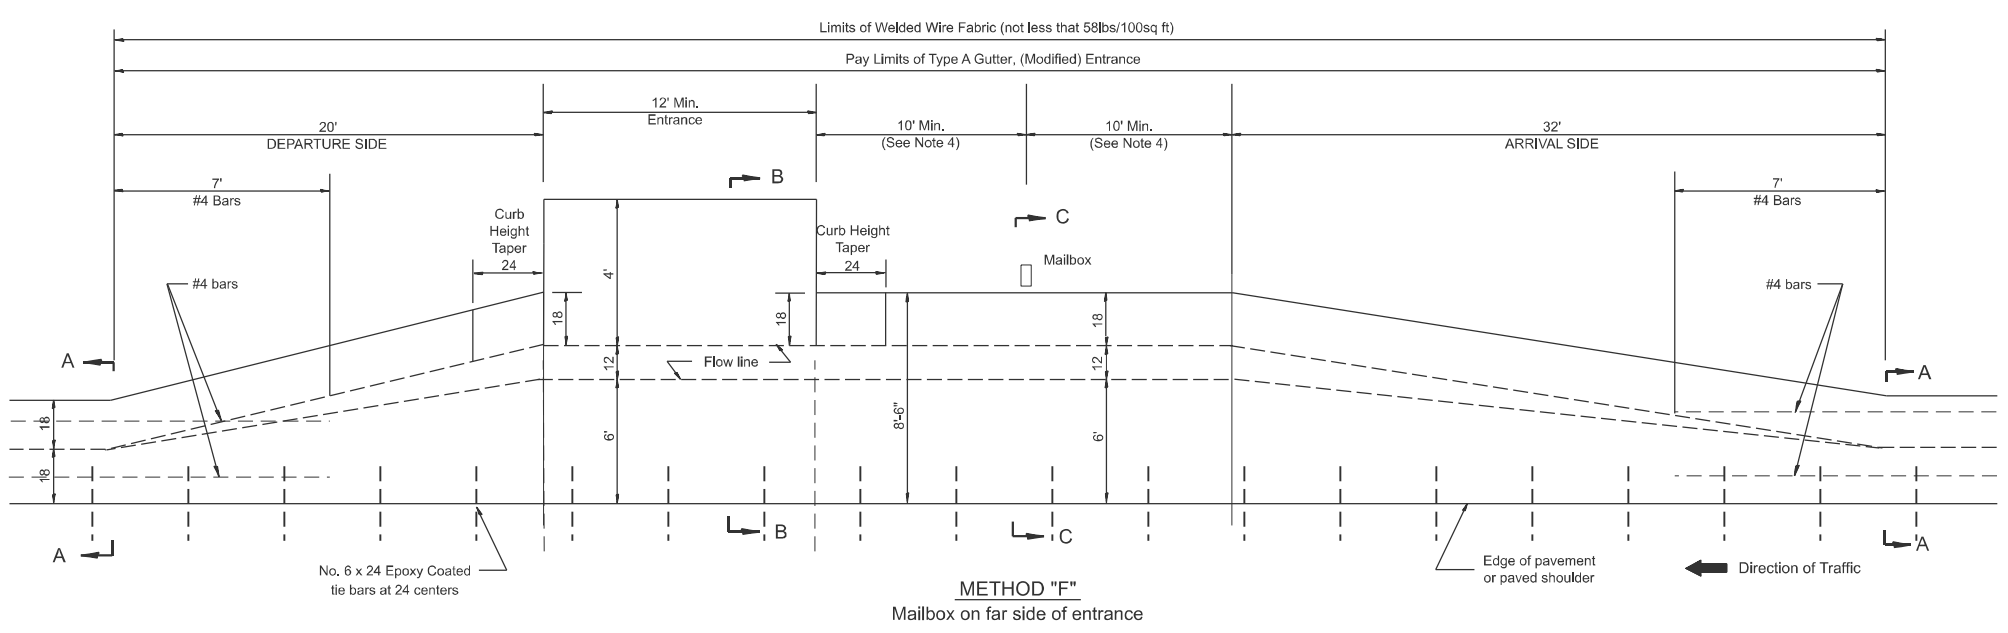 Limits of Welded Wire Fabric (not less that 58lbs/100sq ft)
Pay Limits of Type A Gutter, (Modified) Entrance
12' Min.
Entrance
20'
DEPARTURE SIDE
10' Min.
(See Note 4)
10' Min.
(See Note 4)
32'
ARRIVAL SIDE
7'
#4 Bars
B
7'
#4 Bars
Curb
Height
Taper
24
C
Curb Height
Taper
24
Mailbox
#4 bars
4'
#4 bars
18
18
18
A
Flow line
12
12
A
18
8'-6"
6'
6'
18
A
B
C
A
No. 6 x 24 Epoxy Coated
tie bars at 24 centers
Edge of pavement
or paved shoulder
Direction of Traffic
METHOD "F"
Mailbox on far side of entrance